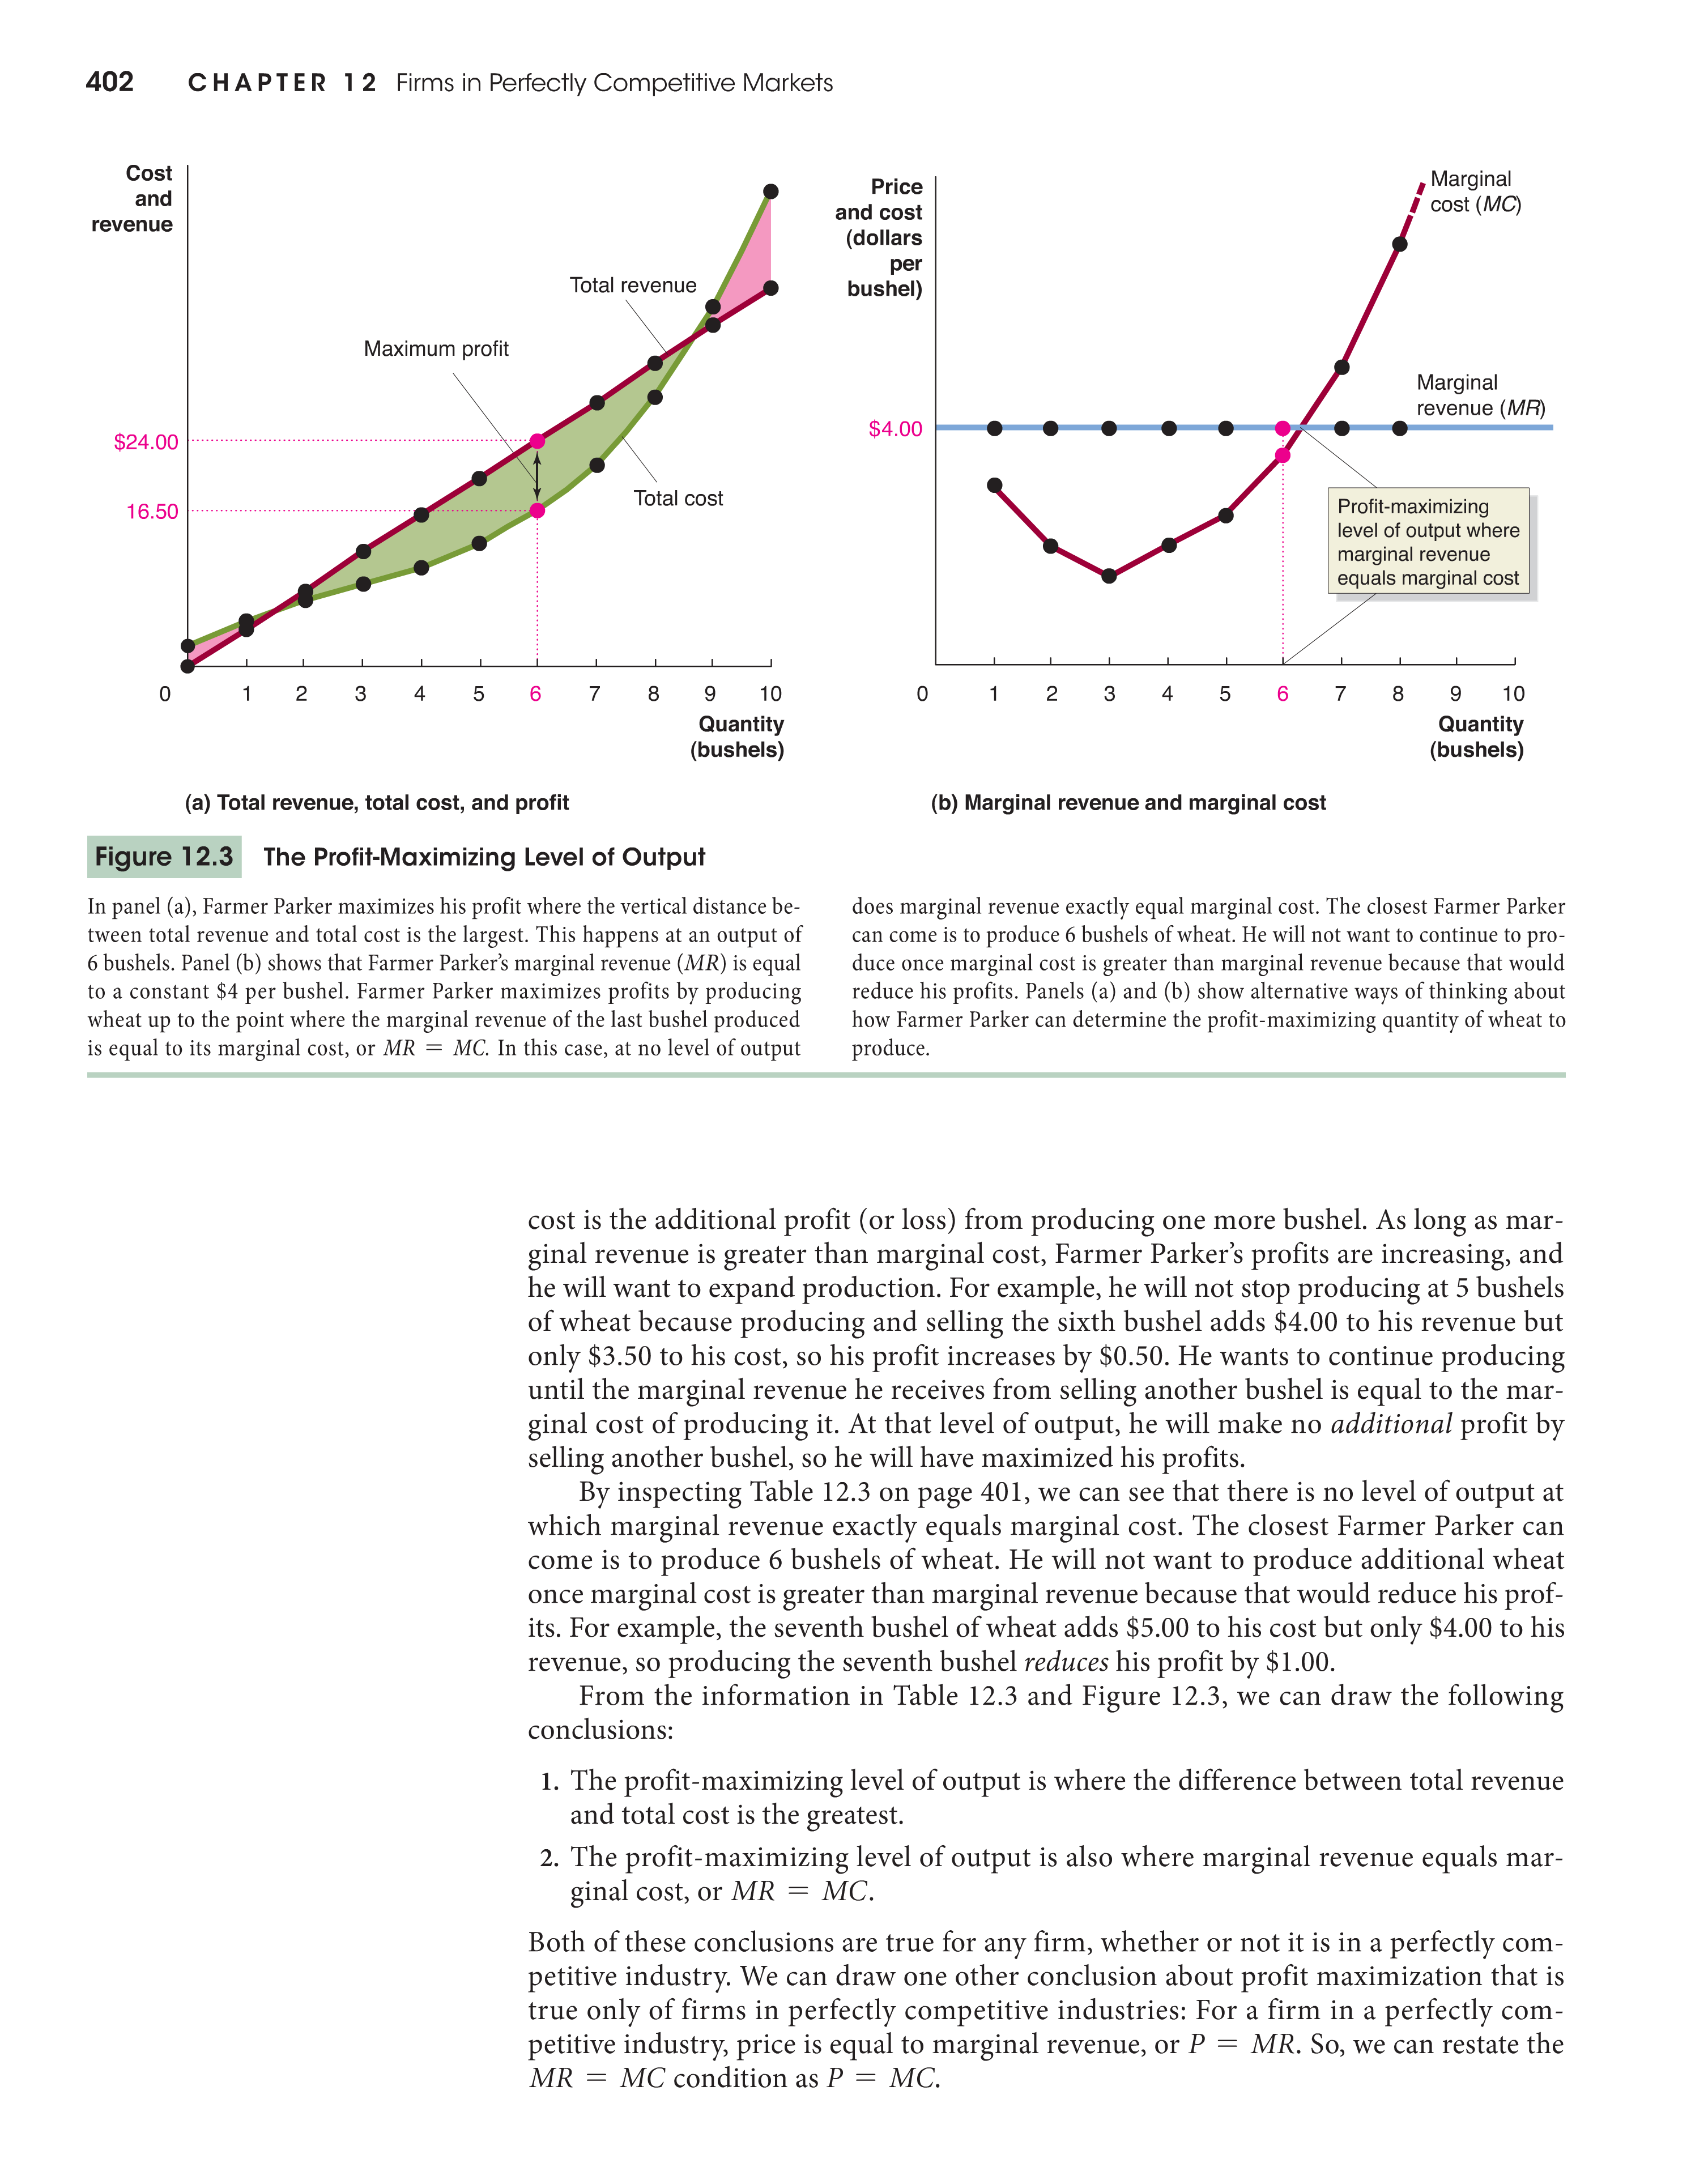 402 CHAPTER 12 Firms in Perfectly Competitive Markets
Cost
and
revenue
Total revenue
Maximum profit
$24.00
16.50
Total cost
0 1 2 3 4 5 6 7 8 9 10
Quantity
(bushels)
(a) Total revenue, total cost, and profit
Price
and cost
(dollars
per
bushel)
Marginal
cost (MC)
Marginal
revenue (MR)
$4.00
Profit-maximizing
level of output where
marginal revenue
equals marginal cost
0 1 2 3 4 5 6 7 8 9 10
Quantity
(bushels)
(b) Marginal revenue and marginal cost
Figure 12.3 The Profit-Maximizing Level of Output
In panel (a), Farmer Parker maximizes his profit where the vertical distance be-
tween total revenue and total cost is the largest. This happens at an output of
6 bushels. Panel (b) shows that Farmer Parker's marginal revenue (MR) is equal
to a constant $4 per bushel. Farmer Parker maximizes profits by producing
wheat up to the point where the marginal revenue of the last bushel produced
is equal to its marginal cost, or MR = MC. In this case, at no level of output
does marginal revenue exactly equal marginal cost. The closest Farmer Parker
can come is to produce 6 bushels of wheat. He will not want to continue to pro-
duce once marginal cost is greater than marginal revenue because that would
reduce his profits. Panels (a) and (b) show alternative ways of thinking about
how Farmer Parker can determine the profit-maximizing quantity of wheat to
produce.
cost is the additional profit (or loss) from producing one more bushel. As long as mar-
ginal revenue is greater than marginal cost, Farmer Parker's profits are increasing, and
he will want to expand production. For example, he will not stop producing at 5 bushels
of wheat because producing and selling the sixth bushel adds $4.00 to his revenue but
only $3.50 to his cost, so his profit increases by $0.50. He wants to continue producing
until the marginal revenue he receives from selling another bushel is equal to the mar-
ginal cost of producing it. At that level of output, he will make no additional profit by
selling another bushel, so he will have maximized his profits.
By inspecting Table 12.3 on page 401, we can see that there is no level of output at
which marginal revenue exactly equals marginal cost. The closest Farmer Parker can
come is to produce 6 bushels of wheat. He will not want to produce additional wheat
once marginal cost is greater than marginal revenue because that would reduce his prof-
its. For example, the seventh bushel of wheat adds $5.00 to his cost but only $4.00 to his
revenue, so producing the seventh bushel reduces his profit by $1.00.
From the information in Table 12.3 and Figure 12.3, we can draw the following
conclusions:
1. The profit-maximizing level of output is where the difference between total revenue
and total cost is the greatest.
2. The profit-maximizing level of output is also where marginal revenue equals mar-
ginal cost, or MR = MC.
Both of these conclusions are true for any firm, whether or not it is in a perfectly com-
petitive industry. We can draw one other conclusion about profit maximization that is
true only of firms in perfectly competitive industries: For a firm in a perfectly com-
petitive industry, price is equal to marginal revenue, or P = MR. So, we can restate the
MR = MC condition as P = MC.